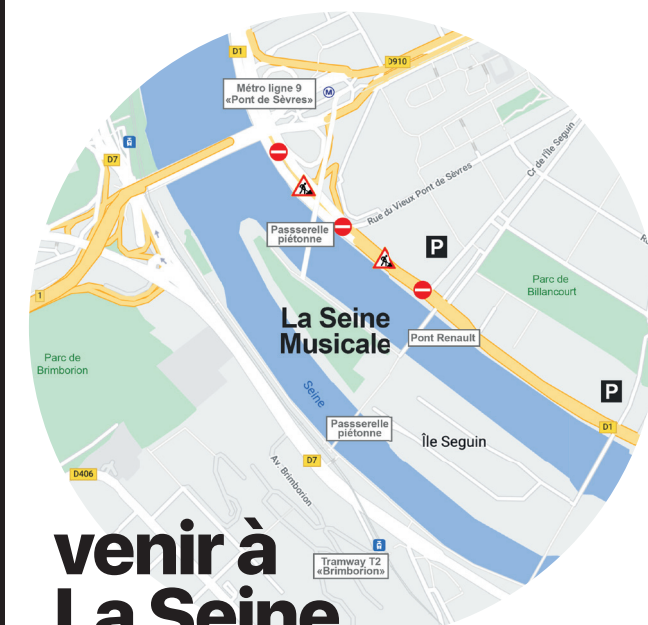 D1
D910
Métro ligne 9
«Pont de Sèvres»
M
D7
Cr de l'Île Seguin
Rue du Vieux Pont de Sèvres
Passserelle
piétonne
P
1
Parc de
Billancourt
La Seine
Musicale
Pont Renault
Parc de
Brimborion
Seine
P
Passserelle
piétonne
D1
Île Seguin
D7
D406
Av. Brimborion
venir à
Tramway T2
«Brimborion»
La Seine